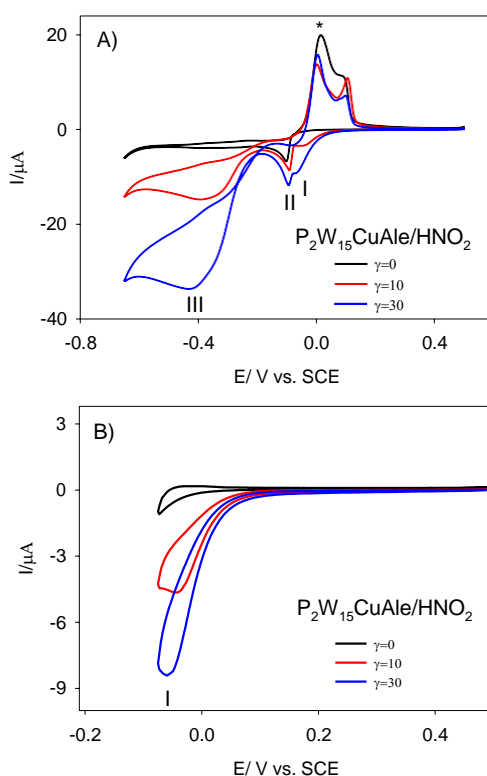 A)
*
20
0
-20
-40
I/µA
I
II
III
P₂W₁₅CuAle/HNO₂
γ=0
γ=10
γ=30
-0.8 -0.4 0.0 0.4
E/ V vs. SCE
B)
3
0
-3
-6
-9
I/µA
P₂W₁₅CuAle/HNO₂
γ=0
γ=10
γ=30
I
-0.2 0.0 0.2 0.4
E/ V vs. SCE